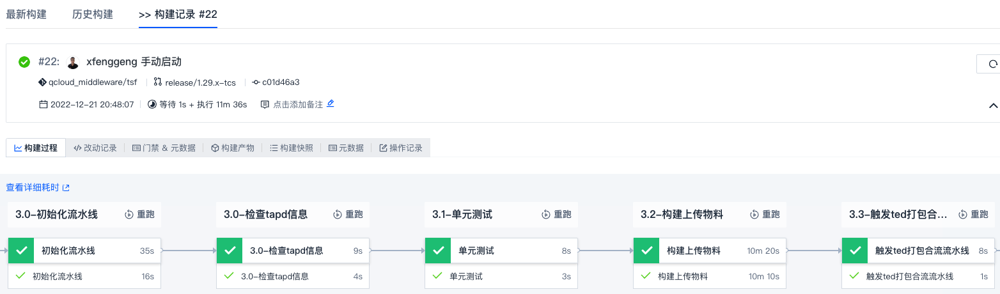 最新构建 历史构建 >> 构建记录 #22
#22: xfenggeng 手动启动
qcloud_middleware/tsf release/1.29.x-tcs c01d46a3
2022-12-21 20:48:07 等待 1s + 执行 11m 36s 点击添加备注
构建过程 改动记录 门禁 & 元数据 构建产物 构建快照 元数据 操作记录
查看详细耗时
3.0-初始化流水线 重跑 3.0-检查tapd信息 重跑 3.1-单元测试 重跑 3.2-构建上传物料 重跑 3.3-触发ted打包合... 重跑
初始化流水线 35s 3.0-检查tapd信息 9s 单元测试 8s 构建上传物料 10m 20s 触发ted打包合流流水线 8s
初始化流水线 16s 3.0-检查tapd信息 4s 单元测试 3s 构建上传物料 10m 10s 触发ted打包合流流水线 1s